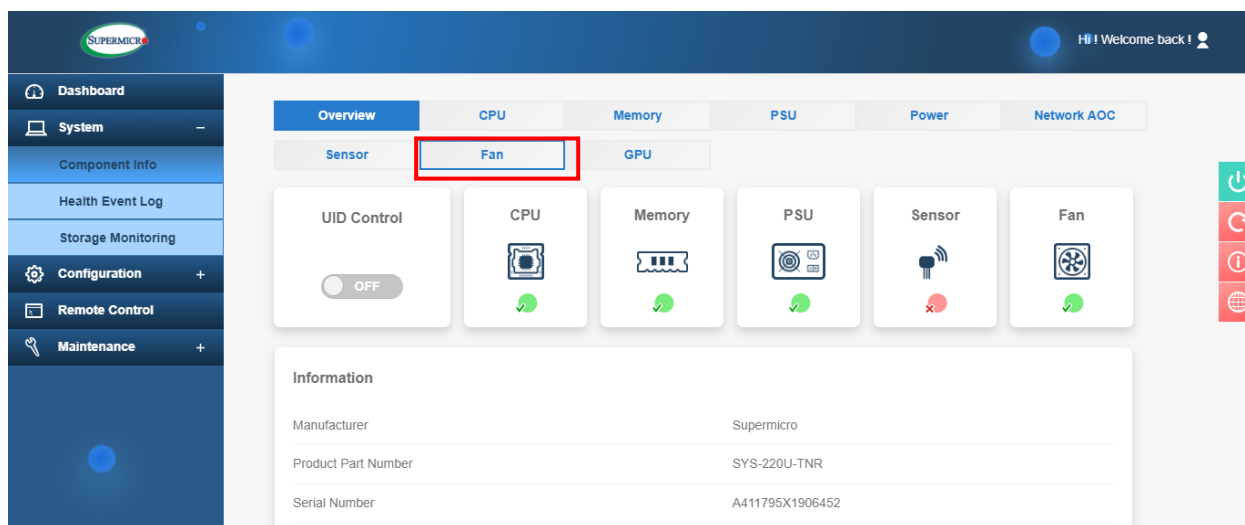 SUPERMICR
Hi ! Welcome back !
Dashboard
System −
Component Info
Health Event Log
Storage Monitoring
Configuration +
Remote Control
Maintenance +
Overview CPU Memory PSU Power Network AOC
Sensor Fan GPU
UID Control CPU Memory PSU Sensor Fan
OFF
Information
Manufacturer Supermicro
Product Part Number SYS-220U-TNR
Serial Number A411795X1906452